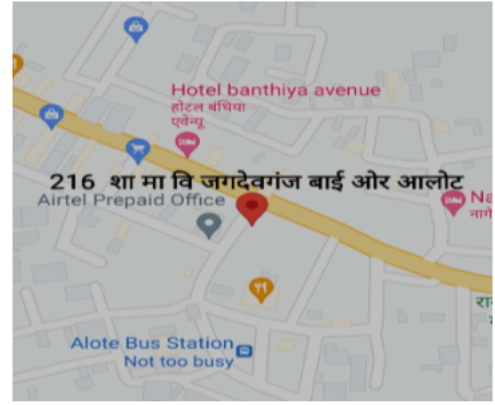 Hotel banthiya avenue
होटल बंथिया
एवेन्यू
216 शा मा वि जगदेवगंज बाई ओर आलोट
Airtel Prepaid Office
Na
नागे
रा
Alote Bus Station
Not too busy